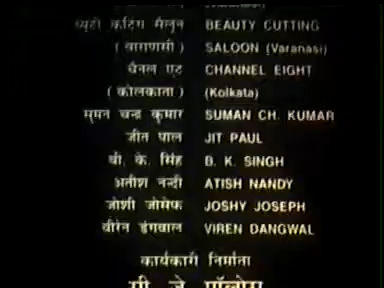 ब्यूटी कटिंग सैलून BEAUTY CUTTING
( वाराणसी ) SALOON (Varanasi)
चैनल एट CHANNEL EIGHT
( कोलकाता ) (Kolkata)
सुमन चन्द्र कुमार SUMAN CH. KUMAR
जीत पाल JIT PAUL
बी. के. सिंह B. K. SINGH
अतीश नन्दी ATISH NANDY
जोशी जोसेफ JOSHY JOSEPH
वीरेन डंगवाल VIREN DANGWAL
कार्यकारी निर्माता